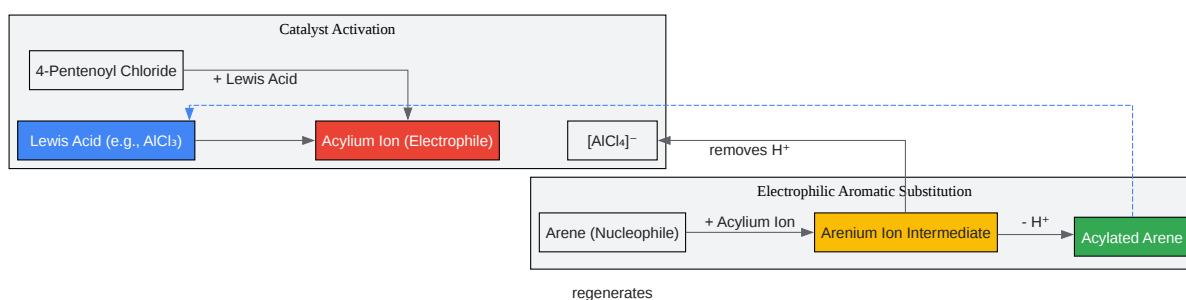 Catalyst Activation
4-Pentenoyl Chloride
+ Lewis Acid
Lewis Acid (e.g., AlCl₃)
Acylium Ion (Electrophile)
[AlCl₄]⁻
removes H⁺
Electrophilic Aromatic Substitution
Arene (Nucleophile)
+ Acylium Ion
Arenium Ion Intermediate
- H⁺
Acylated Arene
regenerates